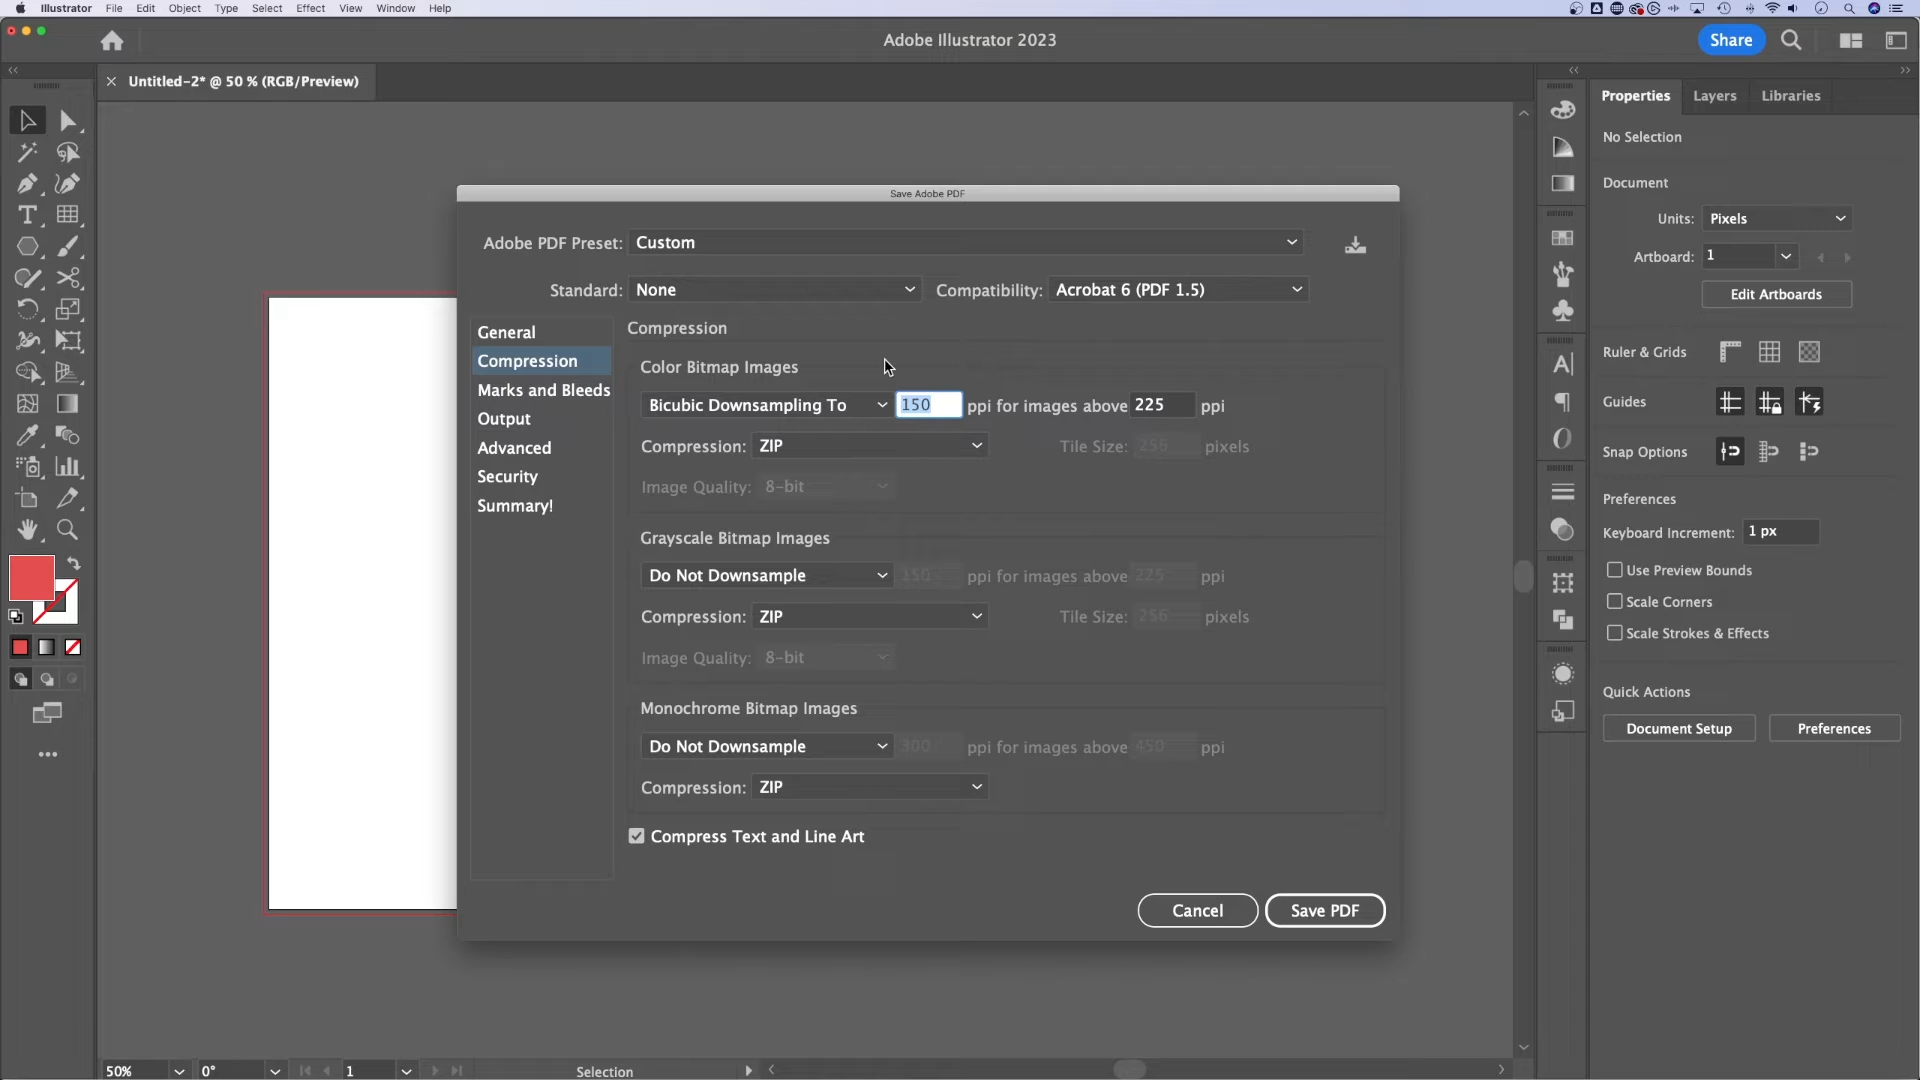 Illustrator File Edit Object Type Select Effect View Window Help
Adobe Illustrator 2023
Share
Untitled-2* @ 50 % (RGB/Preview)
Properties Layers Libraries
No Selection
Document
Units: Pixels
Artboard: 1
Edit Artboards
Ruler & Grids
Guides
Snap Options
Preferences
Keyboard Increment: 1 px
Use Preview Bounds
Scale Corners
Scale Strokes & Effects
Quick Actions
Document Setup Preferences
Save Adobe PDF
Adobe PDF Preset: Custom
Standard: None Compatibility: Acrobat 6 (PDF 1.5)
General
Compression
Marks and Bleeds
Output
Advanced
Security
Summary!
Compression
Color Bitmap Images
Bicubic Downsampling To 150 ppi for images above 225 ppi
Compression: ZIP Tile Size: 256 pixels
Image Quality: 8-bit
Grayscale Bitmap Images
Do Not Downsample 150 ppi for images above 225 ppi
Compression: ZIP Tile Size: 256 pixels
Image Quality: 8-bit
Monochrome Bitmap Images
Do Not Downsample 300 ppi for images above 450 ppi
Compression: ZIP
Compress Text and Line Art
Cancel Save PDF
50% 0° 1 Selection